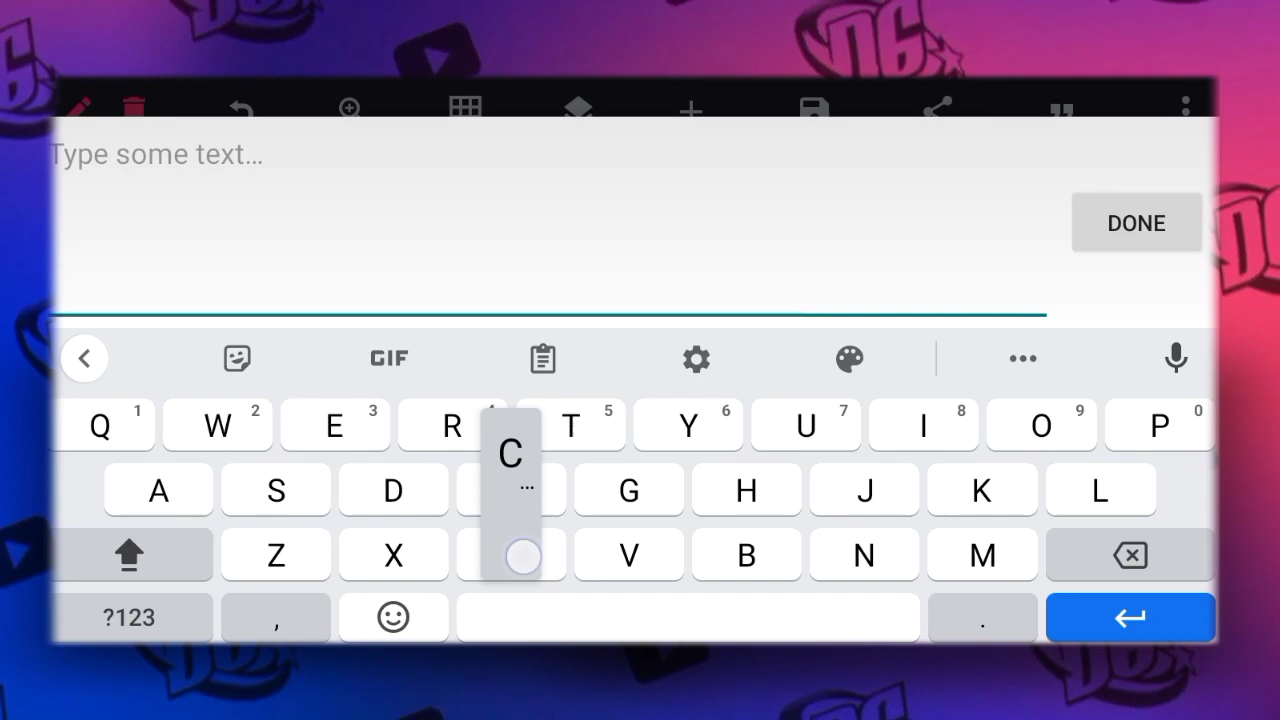 Type some text...
DONE
GIF
Q 1 W 2 E 3 R T 5 Y 6 U 7 I 8 O 9 P 0
C
...
A S D G H J K L
Z X V B N M
?123 , .